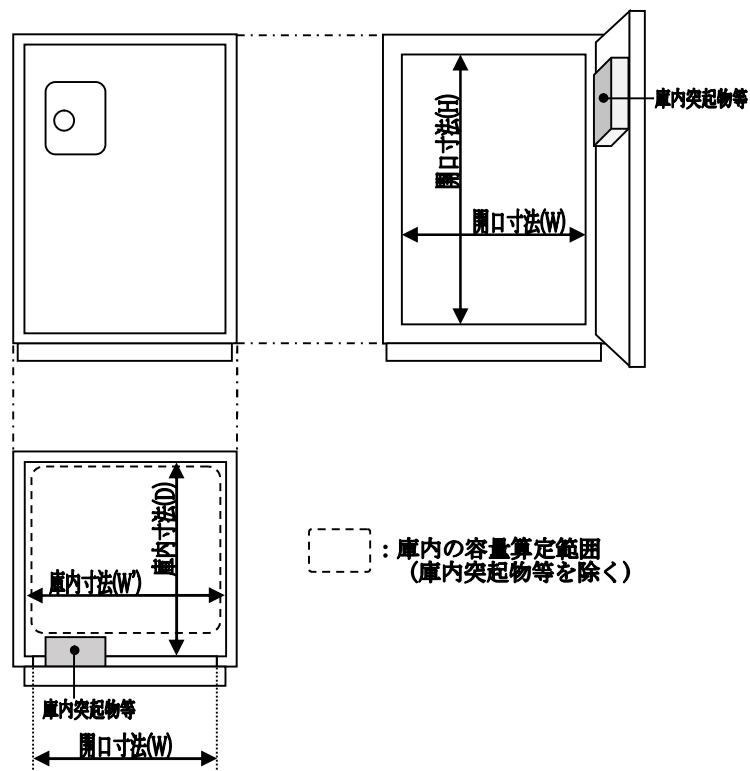 庫内突起物等
開口寸法(H)
開口寸法(W)
庫内寸法(D)
庫内寸法(W')
：庫内の容量算定範囲
（庫内突起物等を除く）
庫内突起物等
開口寸法(W)